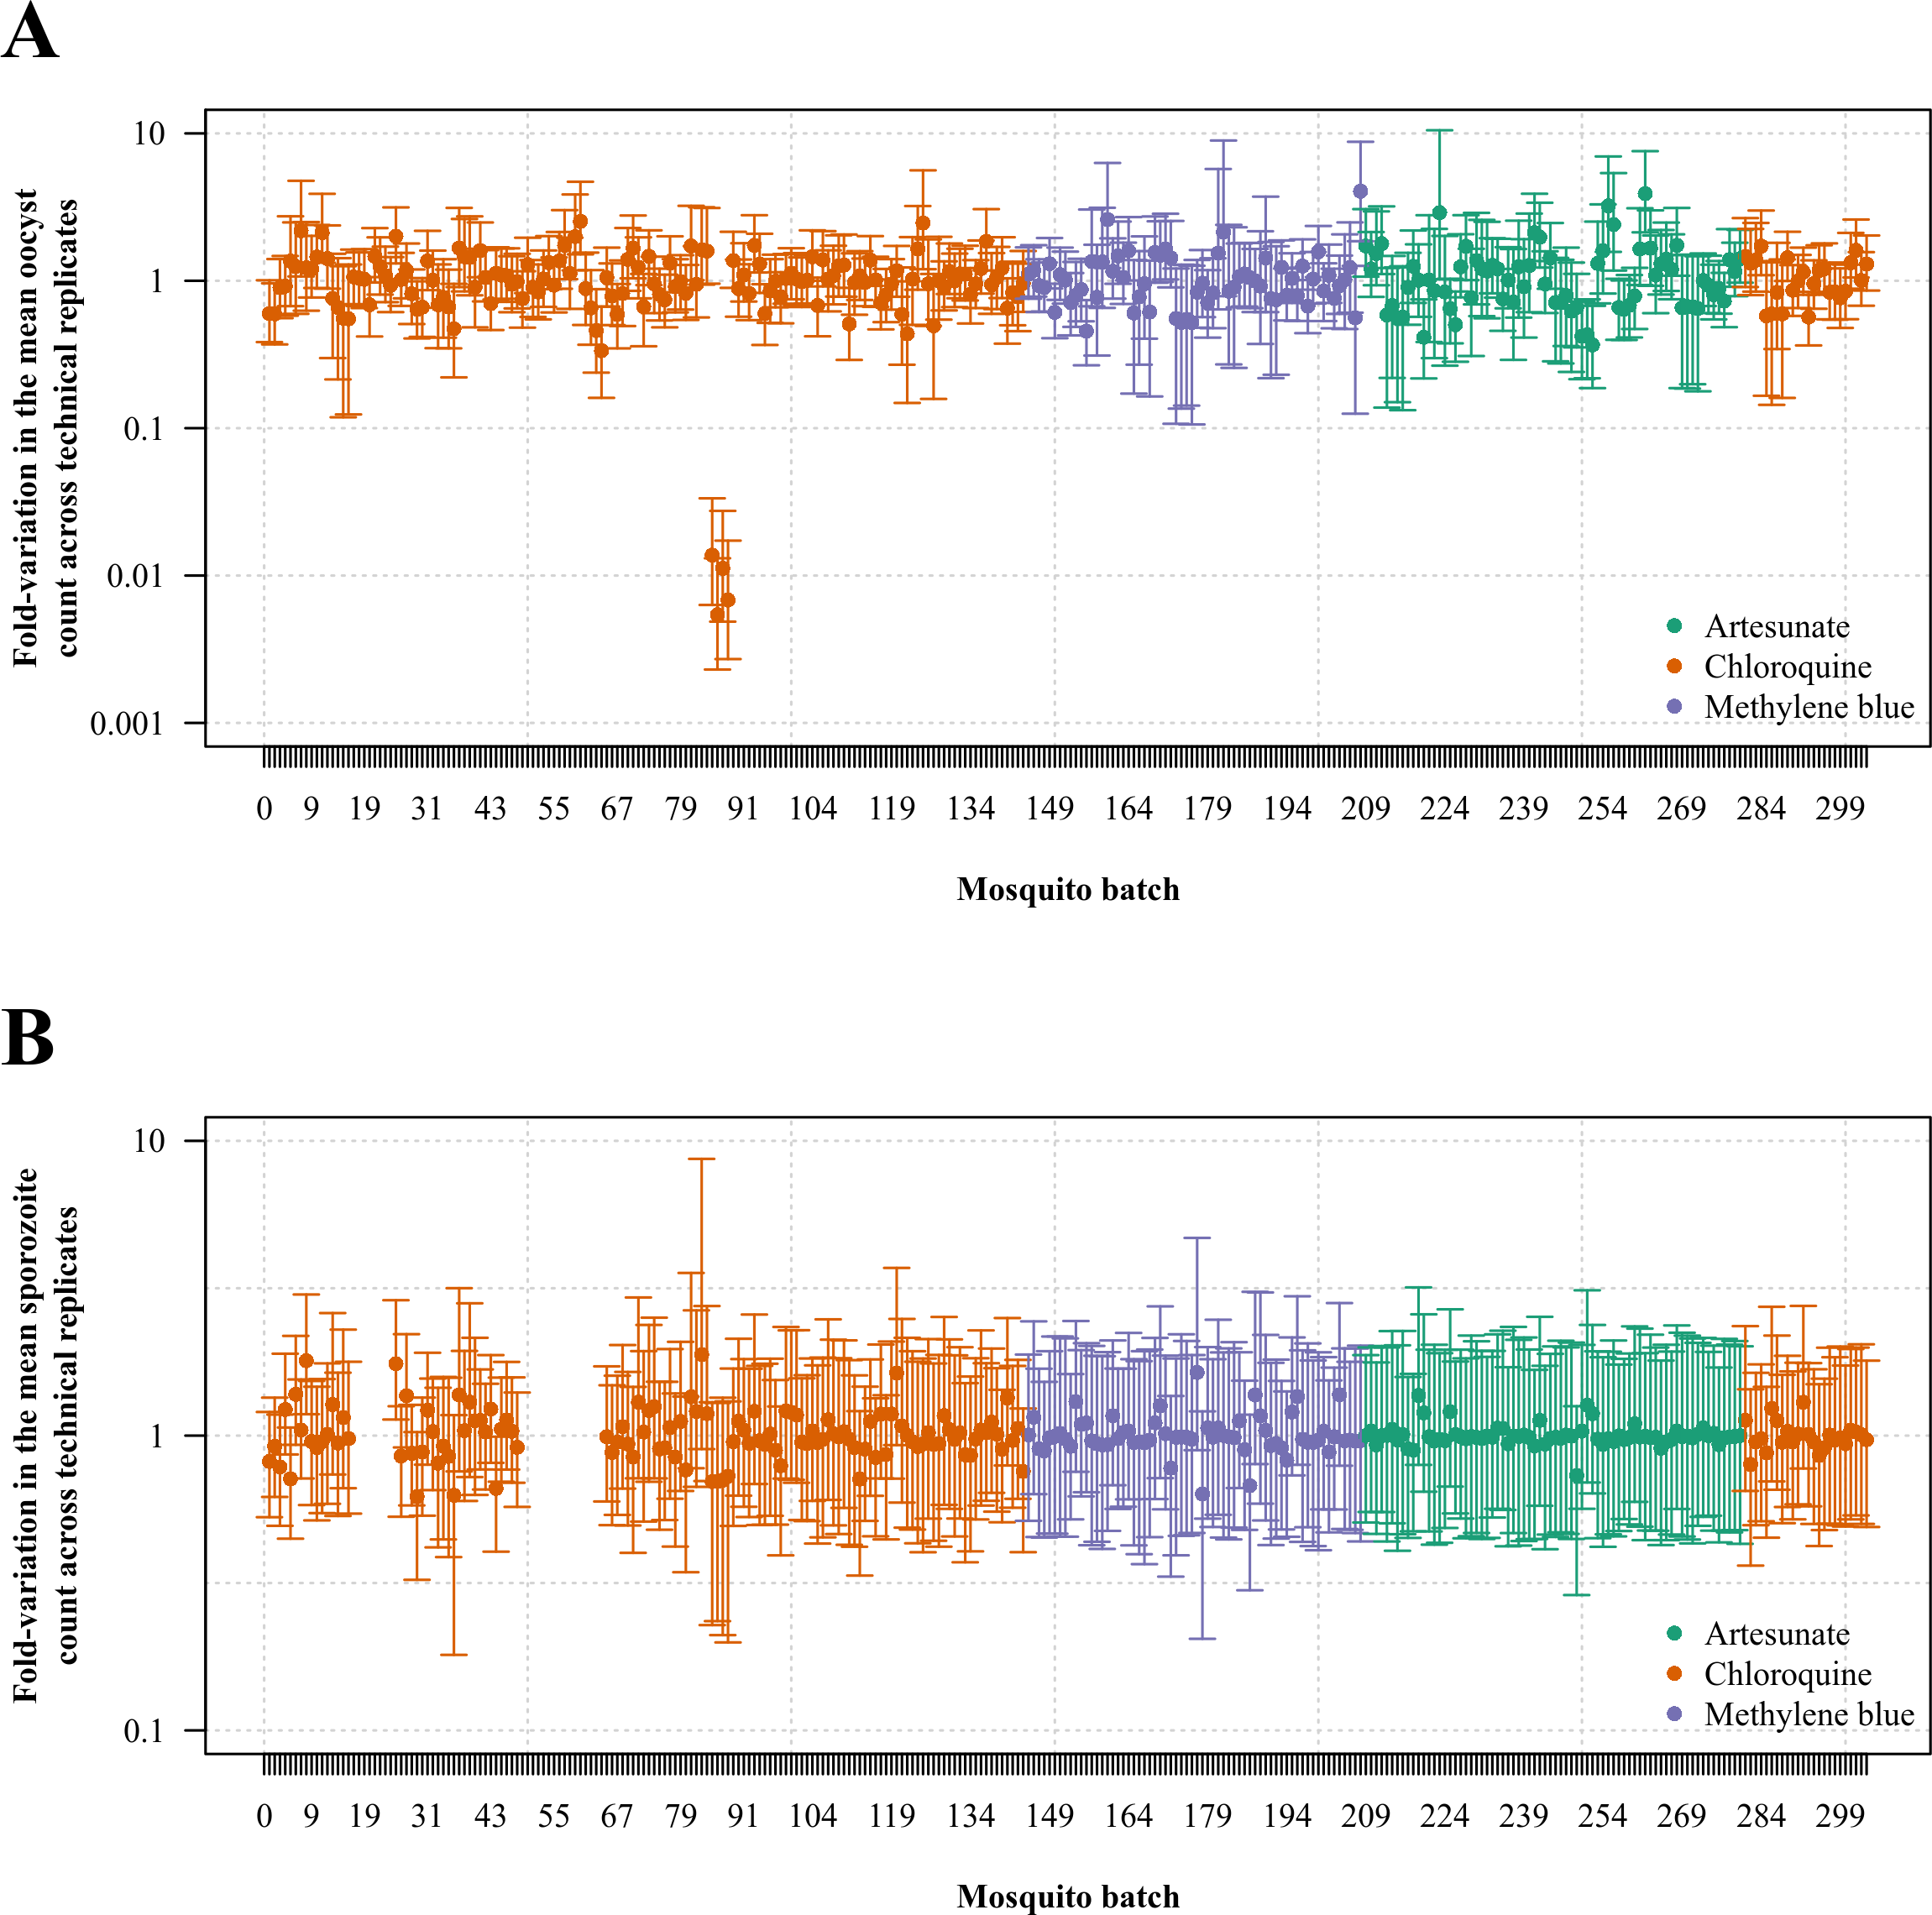 A
Fold-variation in the mean oocyst
count across technical replicates
10
1
0.1
0.01
0.001
Artesunate
Chloroquine
Methylene blue
0 9 19 31 43 55 67 79 91 104 119 134 149 164 179 194 209 224 239 254 269 284 299
Mosquito batch
B
Fold-variation in the mean sporozoite
count across technical replicates
10
1
0.1
Artesunate
Chloroquine
Methylene blue
0 9 19 31 43 55 67 79 91 104 119 134 149 164 179 194 209 224 239 254 269 284 299
Mosquito batch